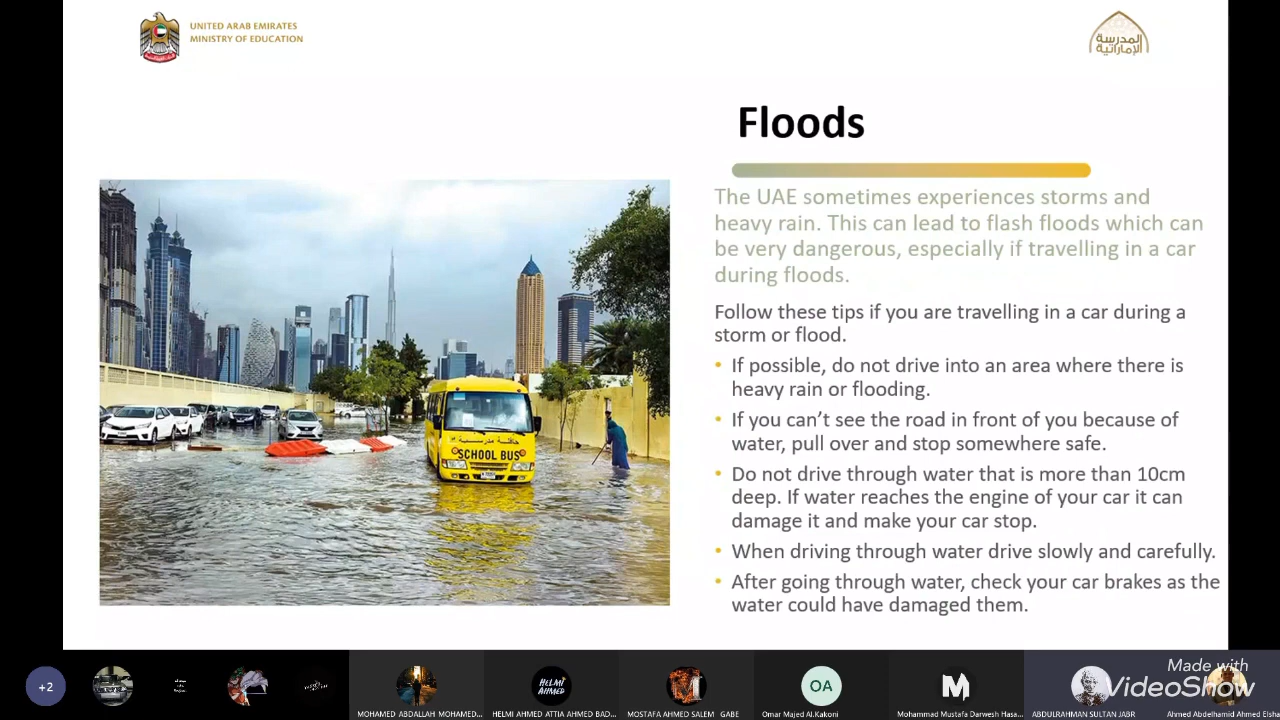 UNITED ARAB EMIRATES
MINISTRY OF EDUCATION
المدرسة
الإماراتية
Floods
The UAE sometimes experiences storms and
heavy rain. This can lead to flash floods which can
be very dangerous, especially if travelling in a car
during floods.
Follow these tips if you are travelling in a car during a
storm or flood.
• If possible, do not drive into an area where there is
heavy rain or flooding.
• If you can’t see the road in front of you because of
water, pull over and stop somewhere safe.
• Do not drive through water that is more than 10cm
deep. If water reaches the engine of your car it can
damage it and make your car stop.
• When driving through water drive slowly and carefully.
• After going through water, check your car brakes as the
water could have damaged them.
حافلة مدرسية
SCHOOL BUS
+2
HELMI
AHMED
OA
M
Made with
VideoShow
MOHAMED ABDALLAH MOHAMED...
HELMI AHMED ATTIA AHMED BAD...
MOSTAFA AHMED SALEM GABE
Omar Majed Al.Kakoni
Mohammad Mustafa Darwesh Hasa...
ABDULRAHMAN SULTAN JABR
Ahmed Abdelhamid Ahmed Elsha